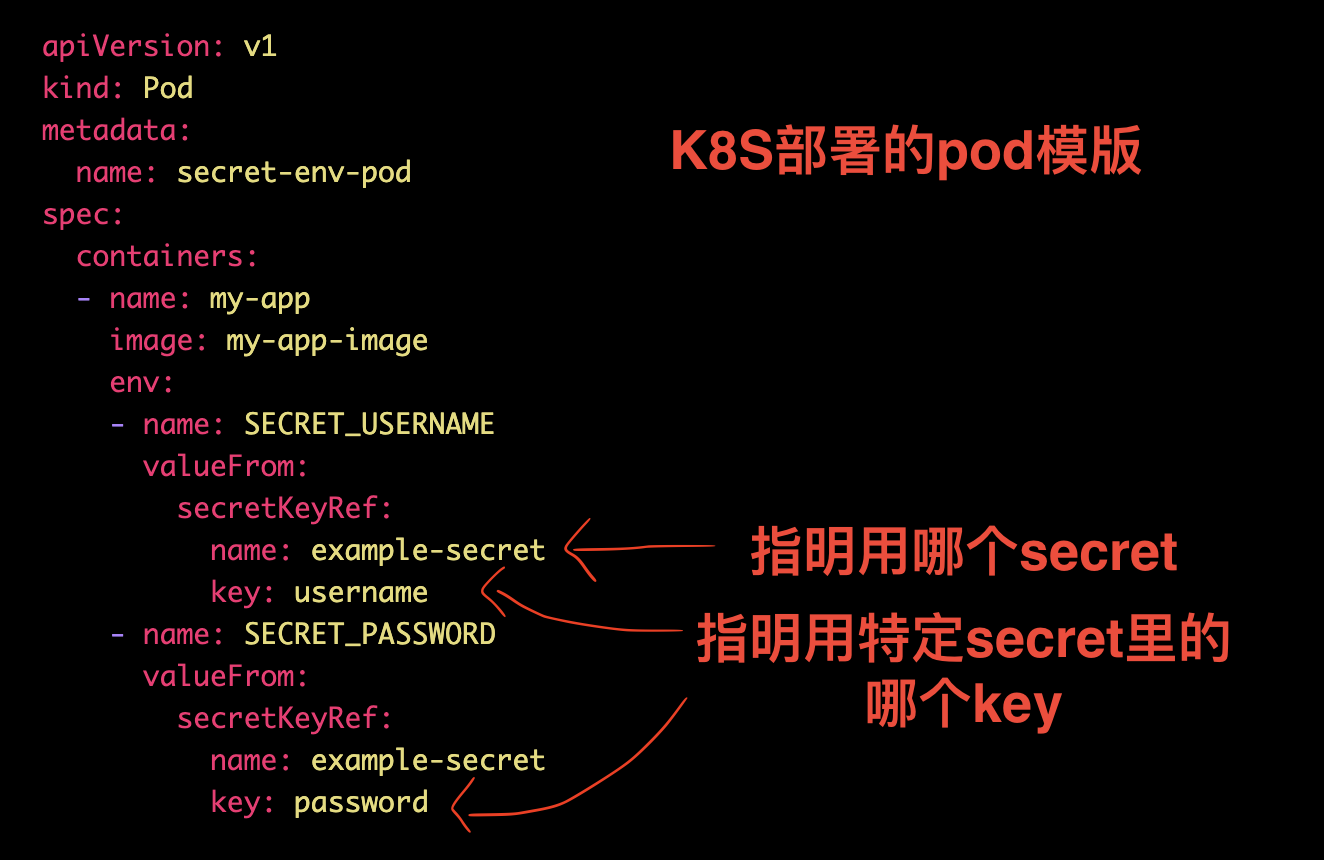 apiVersion: v1
kind: Pod
metadata:
  name: secret-env-pod
spec:
  containers:
  - name: my-app
    image: my-app-image
    env:
    - name: SECRET_USERNAME
      valueFrom:
        secretKeyRef:
          name: example-secret
          key: username
    - name: SECRET_PASSWORD
      valueFrom:
        secretKeyRef:
          name: example-secret
          key: password
K8S部署的pod模版
指明用哪个secret
指明用特定secret里的
哪个key